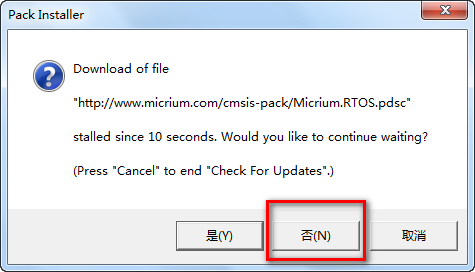 Pack Installer
Download of file
"http://www.micrium.com/cmsis-pack/Micrium.RTOS.pdsc"
stalled since 10 seconds. Would you like to continue waiting?
(Press "Cancel" to end "Check For Updates".)
是(Y) 否(N) 取消